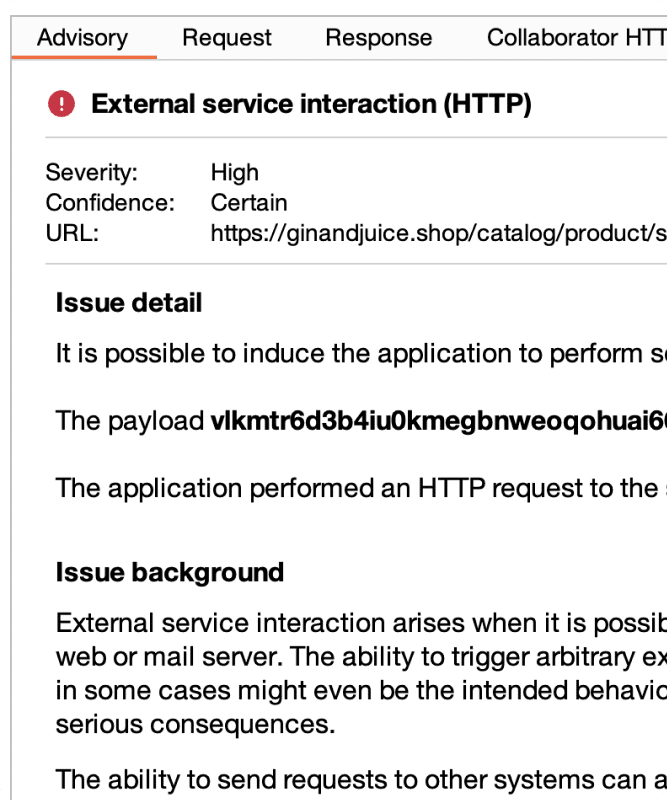 Advisory Request Response Collaborator
External service interaction (HTTP)
Severity: High
Confidence: Certain
URL: https://ginandjuice.shop/catalog/product/s
Issue detail
It is possible to induce the application to perform
The payload vlkmtr6d3b4iu0kmegbnweoqohuai6
The application performed an HTTP request to the
Issue background
External service interaction arises when it is
web or mail server. The ability to trigger arbitrary
in some cases might even be the intended
serious consequences.
The ability to send requests to other systems can